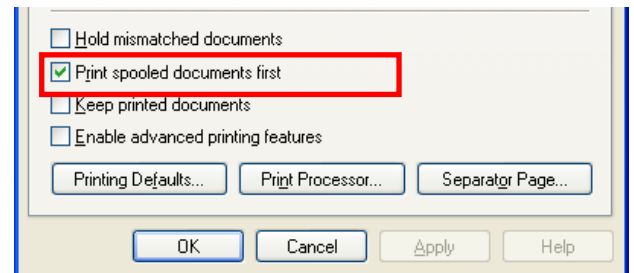 Hold mismatched documents
Print spooled documents first
Keep printed documents
Enable advanced printing features
Printing Defaults... Print Processor... Separator Page...
OK Cancel Apply Help